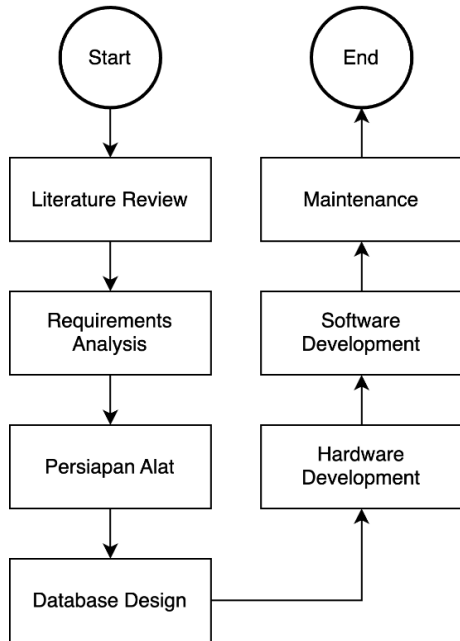 Start
Literature Review
Requirements
Analysis
Persiapan Alat
Database Design
Hardware
Development
Software
Development
Maintenance
End